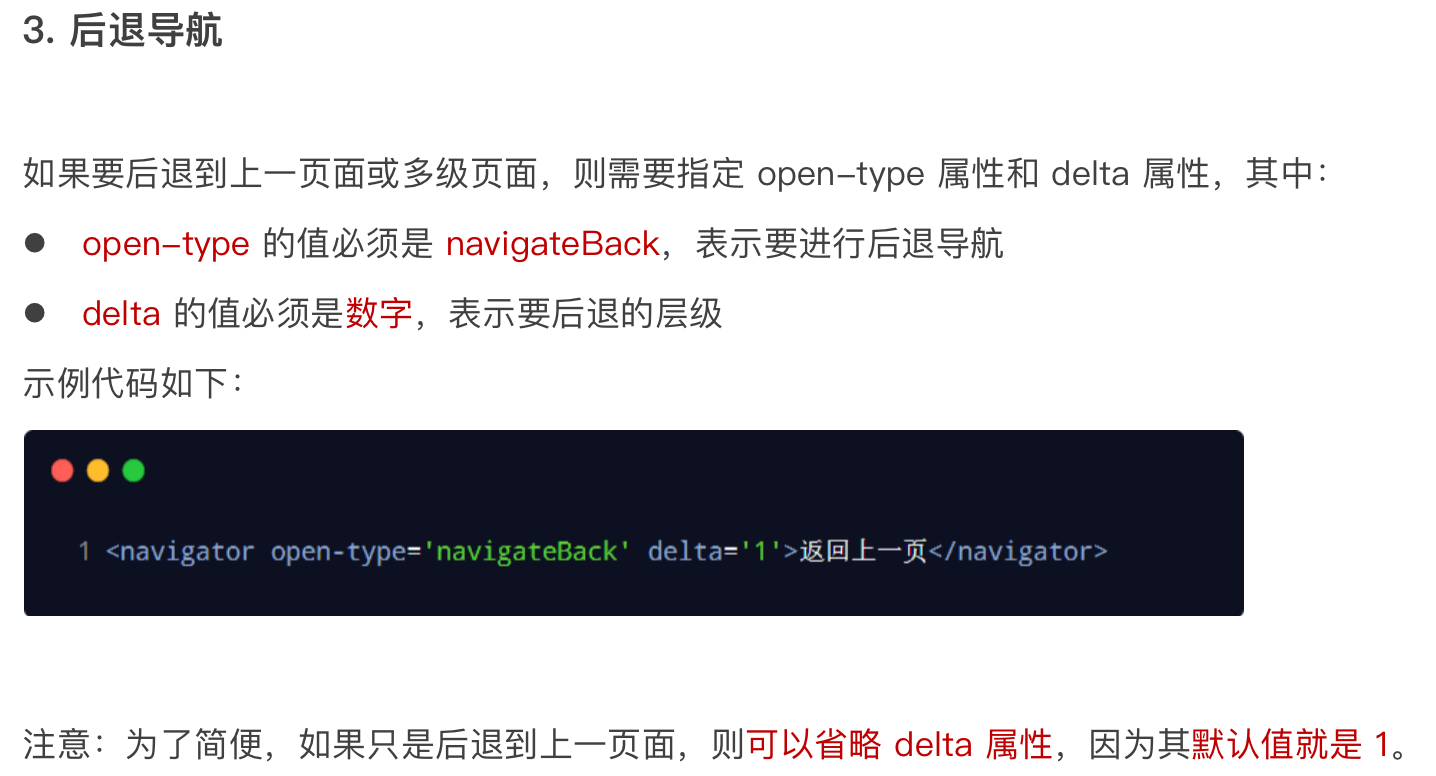 3. 后退导航
如果要后退到上一页面或多级页面，则需要指定 open-type 属性和 delta 属性，其中：
● open-type 的值必须是 navigateBack，表示要进行后退导航
● delta 的值必须是数字，表示要后退的层级
示例代码如下：
1 <navigator open-type='navigateBack' delta='1'>返回上一页</navigator>
注意：为了简便，如果只是后退到上一页面，则可以省略 delta 属性，因为其默认值就是 1。